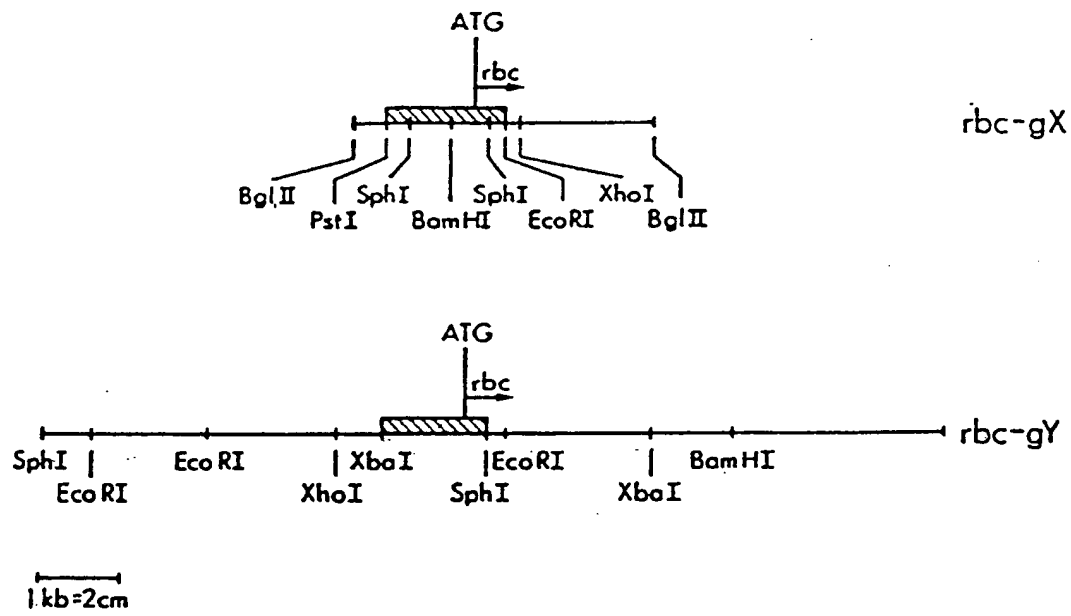 ATG
rbc
rbc-gX
BglII
SphI
SphI
XhoI
PstI
BamHI
EcoRI
BglII
ATG
rbc
rbc-gY
SphI
EcoRI
XbaI
EcoRI
BamHI
EcoRI
XhoI
SphI
XbaI
1 kb=2cm